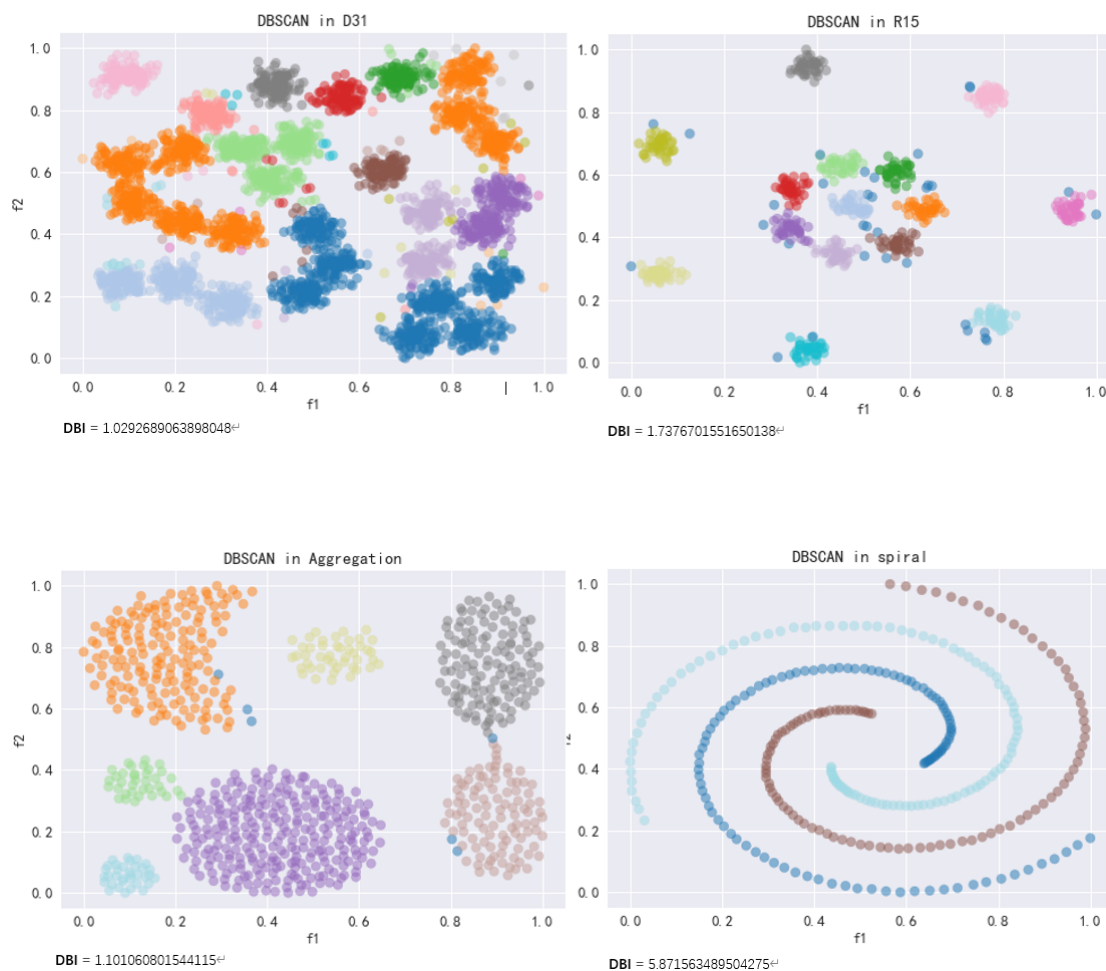 DBSCAN in D31
1.0
0.8
0.6
f2
0.4
0.2
0.0
0.0 0.2 0.4 0.6 0.8 1.0
f1
DBI = 1.0292689063898048↵
DBSCAN in R15
1.0
0.8
0.6
0.4
0.2
0.0
0.0 0.2 0.4 0.6 0.8 1.0
f1
DBI = 1.7376701551650138↵
DBSCAN in Aggregation
1.0
0.8
0.6
f2
0.4
0.2
0.0
0.0 0.2 0.4 0.6 0.8 1.0
f1
DBI = 1.101060801544115↵
DBSCAN in spiral
1.0
0.8
0.6
0.4
0.2
0.0
0.0 0.2 0.4 0.6 0.8 1.0
f1
DBI = 5.871563489504275↵